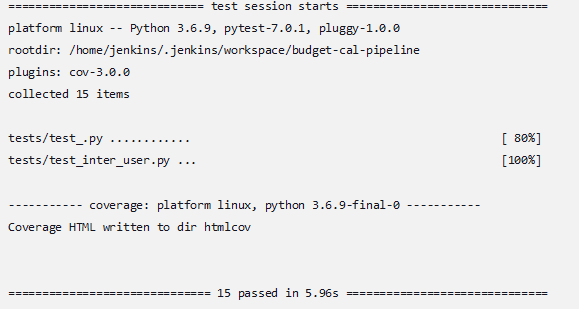 ============================= test session starts ==============================
platform linux -- Python 3.6.9, pytest-7.0.1, pluggy-1.0.0
rootdir: /home/jenkins/.jenkins/workspace/budget-cal-pipeline
plugins: cov-3.0.0
collected 15 items
tests/test_.py ............ [ 80%]
tests/test_inter_user.py ... [100%]
----------- coverage: platform linux, python 3.6.9-final-0 -----------
Coverage HTML written to dir htmlcov
============================== 15 passed in 5.96s ==============================